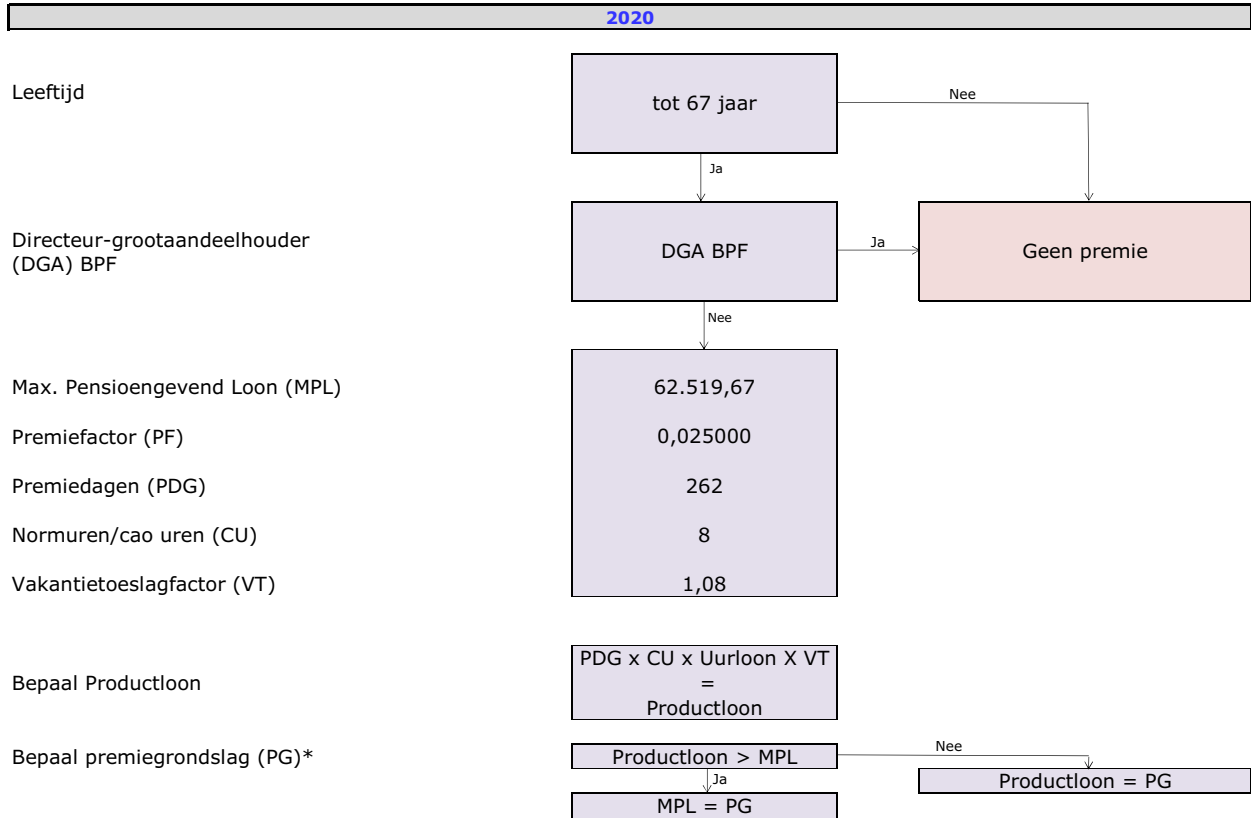 2020
Leeftijd
tot 67 jaar
Nee
Ja
Directeur-grootaandeelhouder
(DGA) BPF
DGA BPF
Ja
Geen premie
Nee
Max. Pensioengevend Loon (MPL)
62.519,67
Premiefactor (PF)
0,025000
Premiedagen (PDG)
262
Normuren/cao uren (CU)
8
Vakantietoeslagfactor (VT)
1,08
Bepaal Productloon
PDG x CU x Uurloon X VT
=
Productloon
Bepaal premiegrondslag (PG)*
Productloon > MPL
Nee
Ja
Productloon = PG
MPL = PG